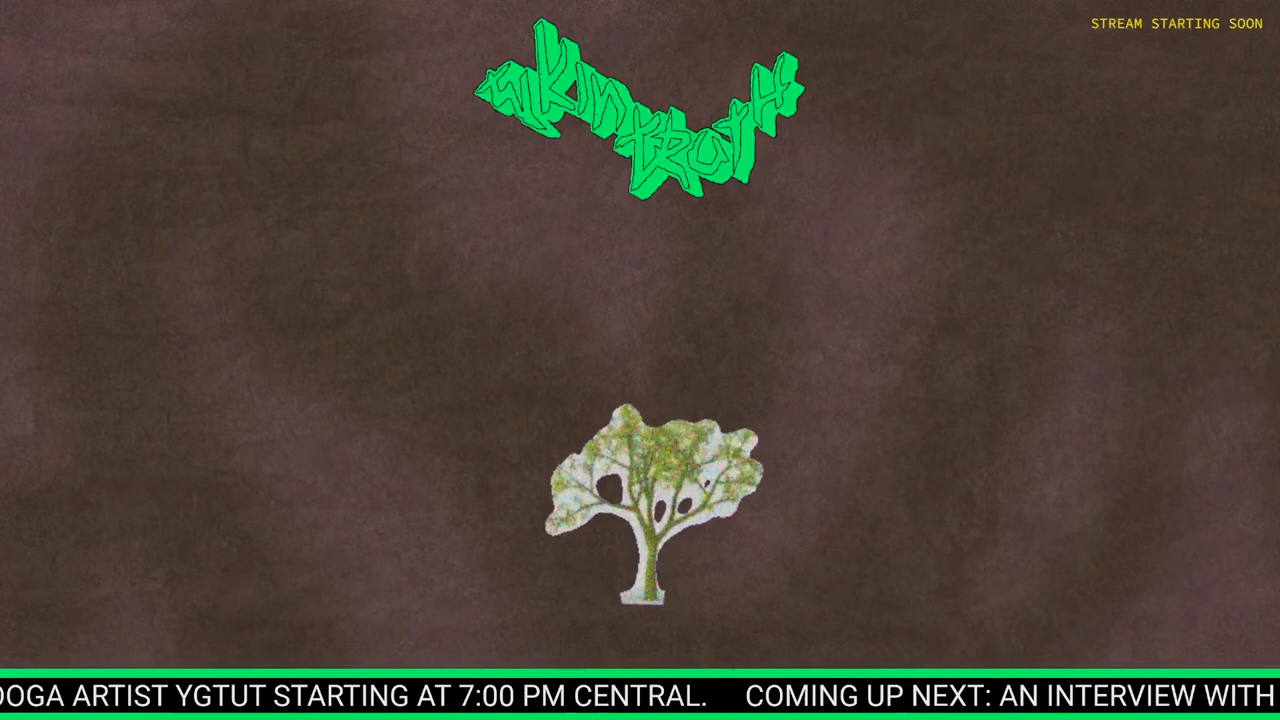 STREAM STARTING SOON
OOGA ARTIST YGTUT STARTING AT 7:00 PM CENTRAL. COMING UP NEXT: AN INTERVIEW WITH